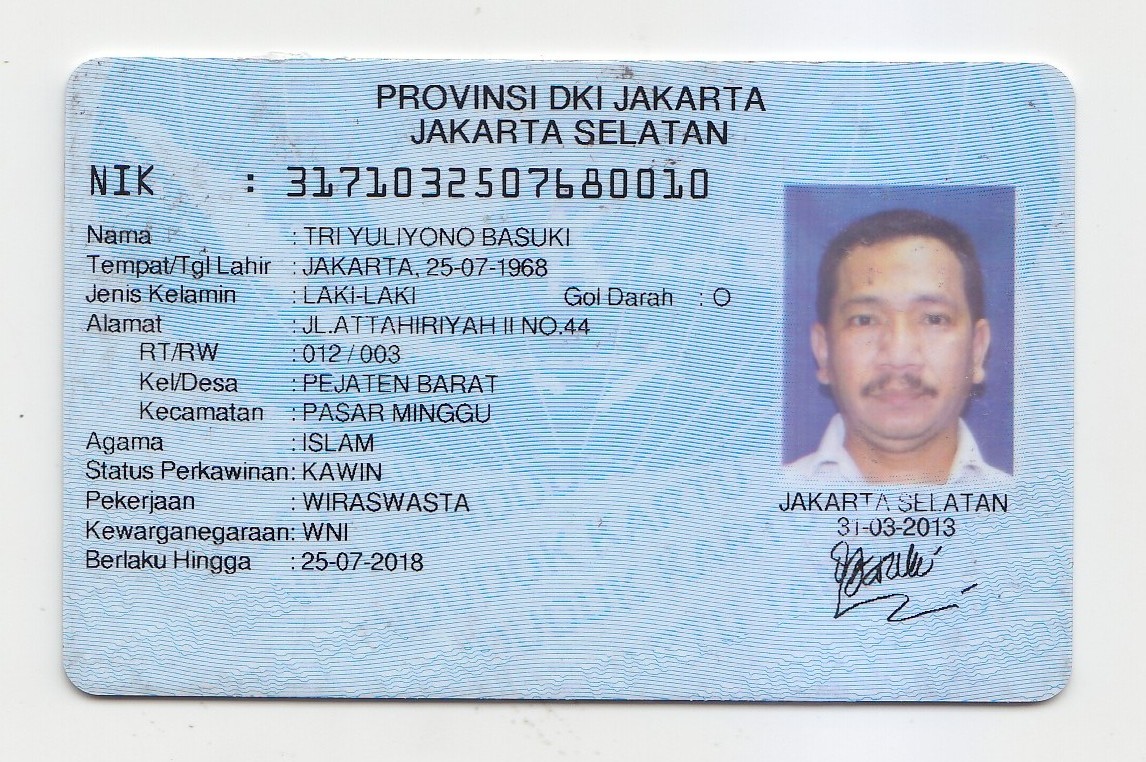 PROVINSI DKI JAKARTA
JAKARTA SELATAN
NIK : 3171032507680010
Nama : TRI YULIYONO BASUKI
Tempat/Tgl Lahir : JAKARTA, 25-07-1968
Jenis Kelamin : LAKI-LAKI Gol Darah : O
Alamat : JL.ATTAHIRIYAH II NO.44
RT/RW : 012 / 003
Kel/Desa : PEJATEN BARAT
Kecamatan : PASAR MINGGU
Agama : ISLAM
Status Perkawinan: KAWIN
Pekerjaan : WIRASWASTA
Kewarganegaraan: WNI
Berlaku Hingga : 25-07-2018
JAKARTA SELATAN
31-03-2013